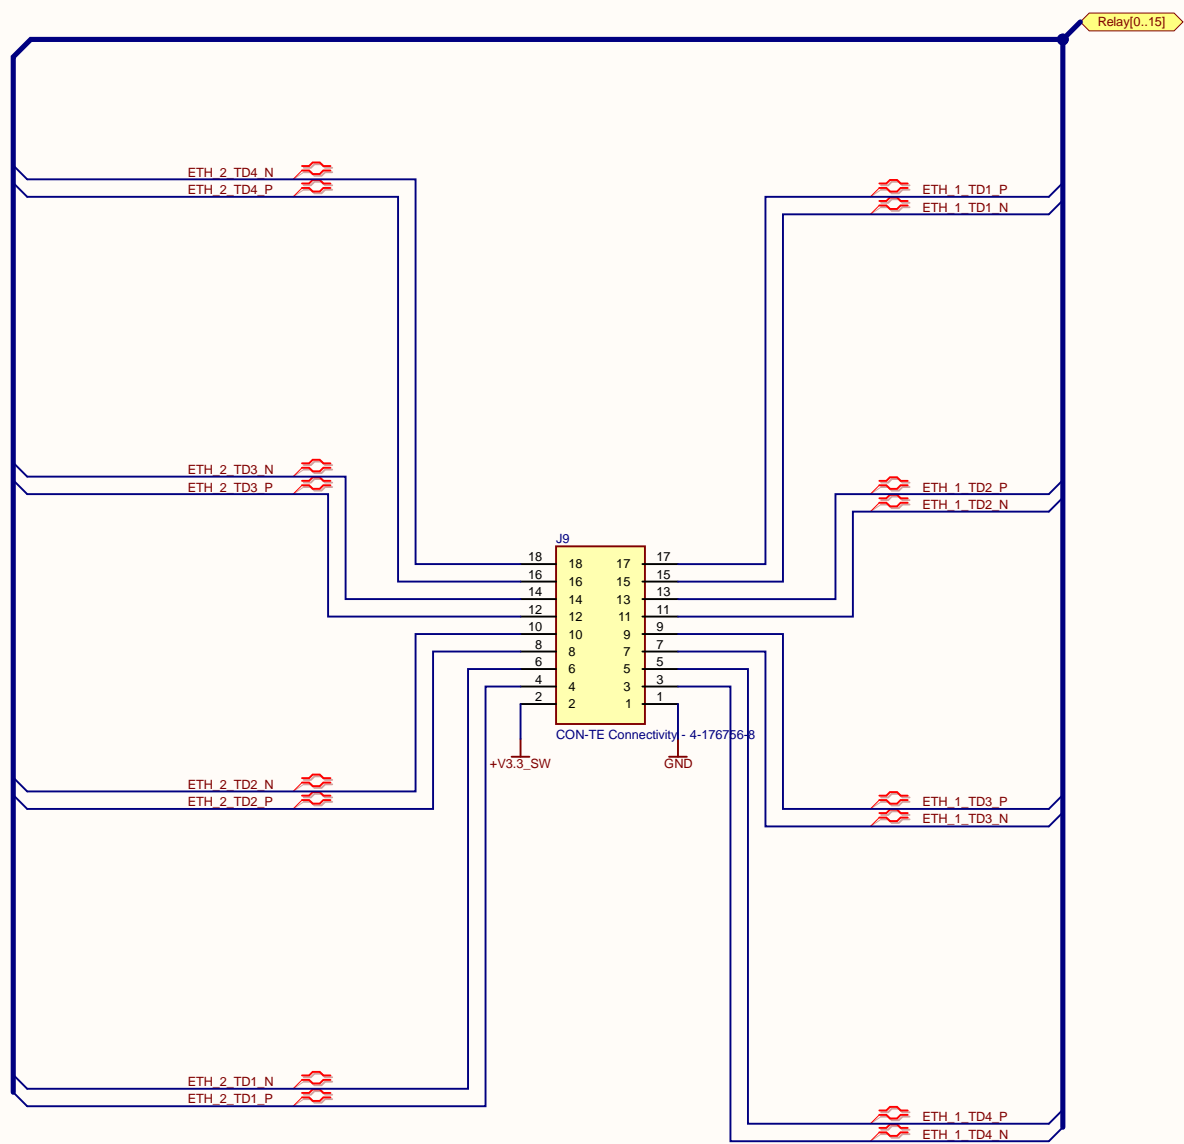 Relay[0..15]
ETH_2_TD4_N
ETH_2_TD4_P
ETH_1_TD1_P
ETH_1_TD1_N
ETH_2_TD3_N
ETH_2_TD3_P
ETH_1_TD2_P
ETH_1_TD2_N
J9
18 18 17 17
16 16 15 15
14 14 13 13
12 12 11 11
10 10 9 9
8 8 7 7
6 6 5 5
4 4 3 3
2 2 1 1
CON-TE Connectivity - 4-176756-8
+V3.3_SW
GND
ETH_2_TD2_N
ETH_2_TD2_P
ETH_1_TD3_P
ETH_1_TD3_N
ETH_2_TD1_N
ETH_2_TD1_P
ETH_1_TD4_P
ETH_1_TD4_N